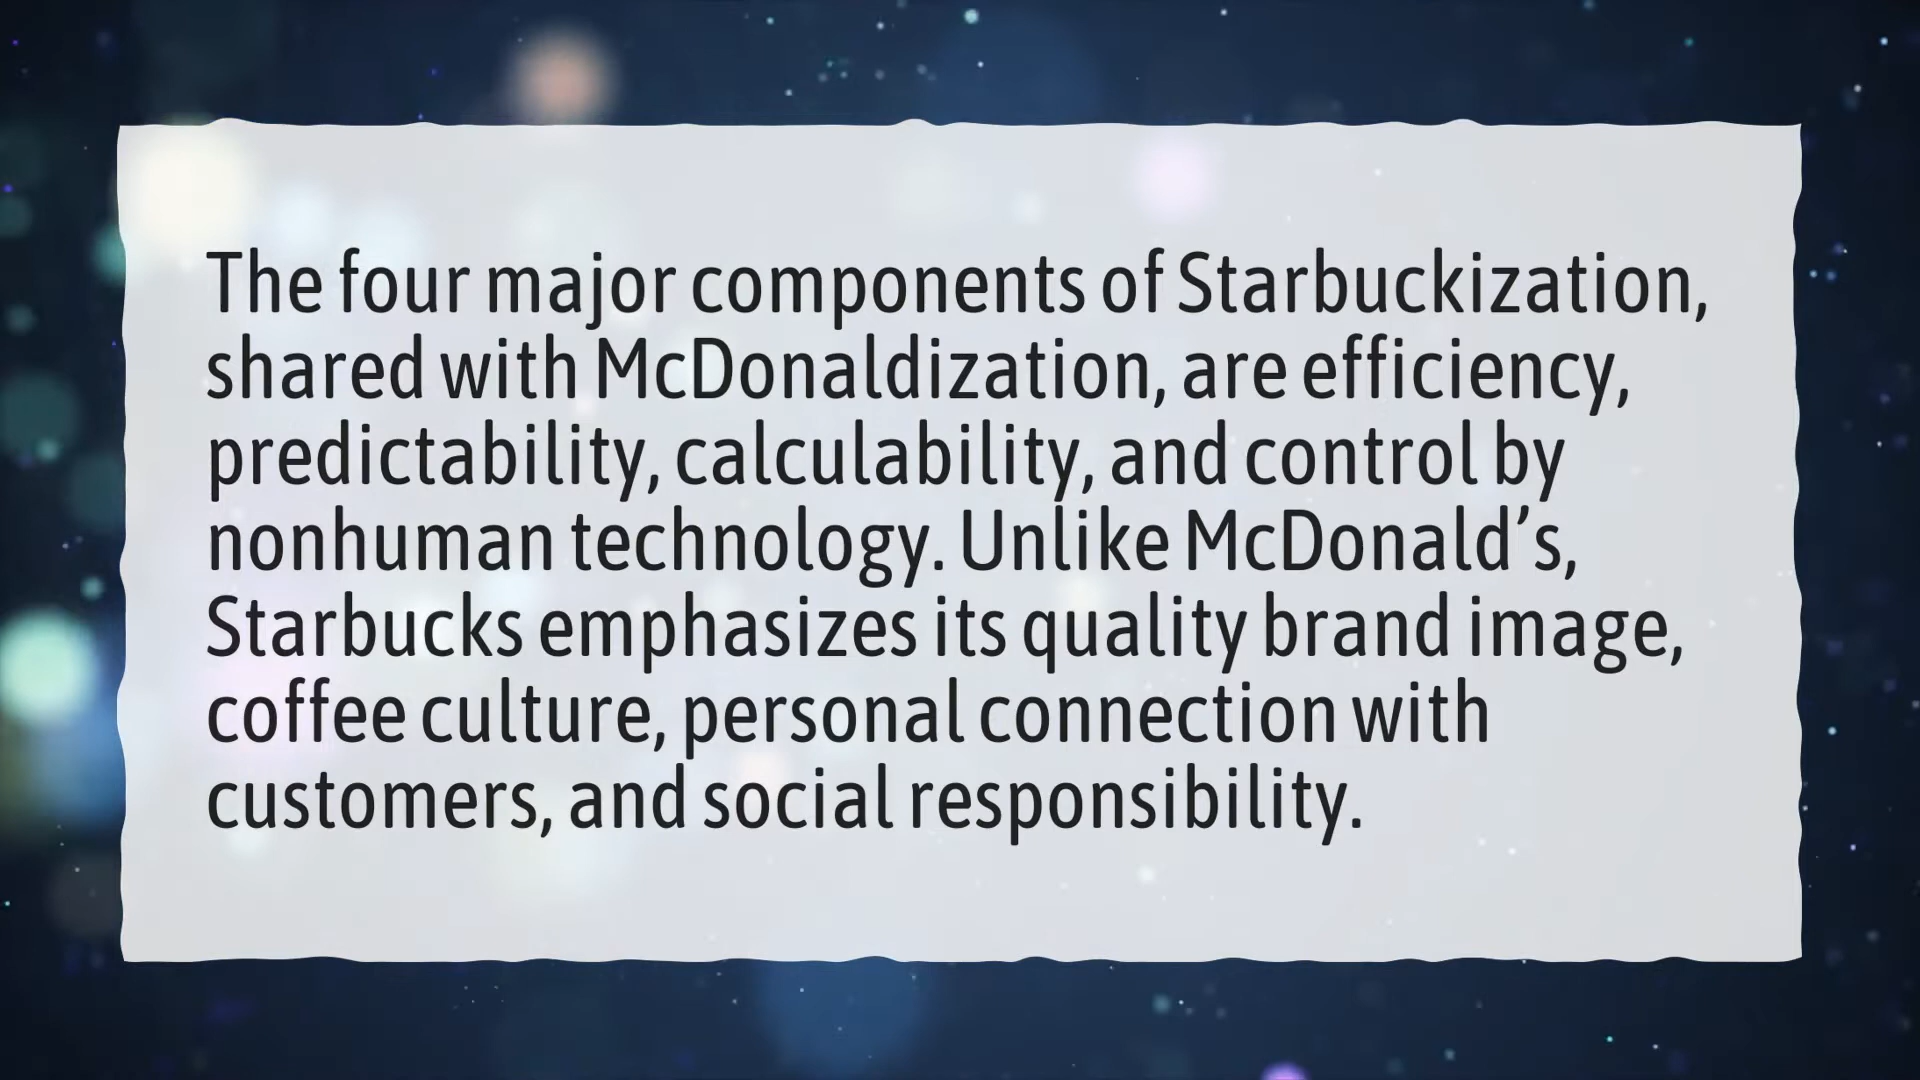 The four major components of Starbuckization,
shared with McDonaldization, are efficiency,
predictability, calculability, and control by
nonhuman technology. Unlike McDonald’s,
Starbucks emphasizes its quality brand image,
coffee culture, personal connection with
customers, and social responsibility.